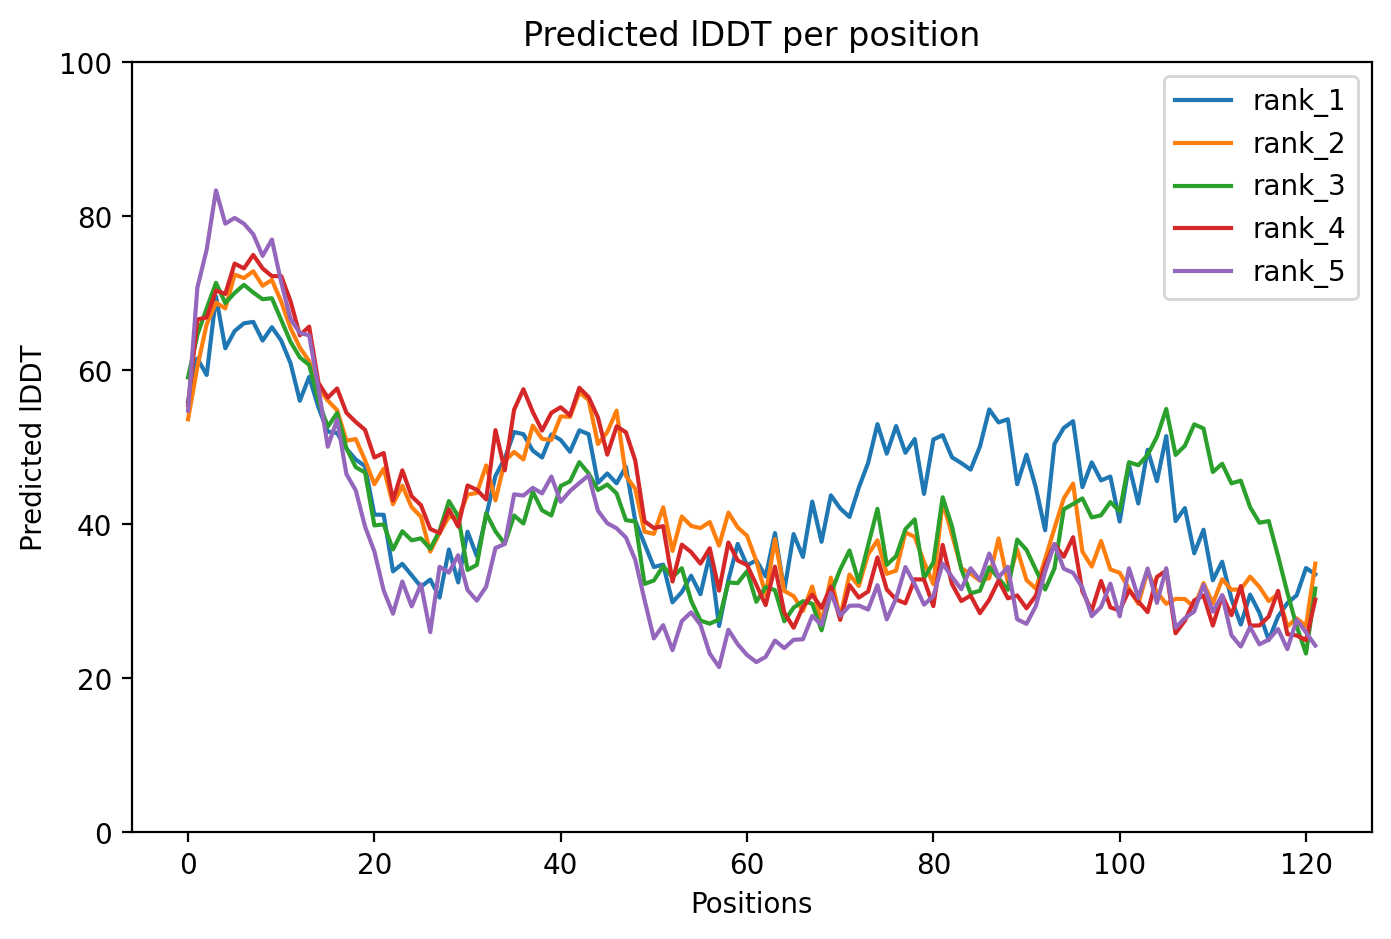 Predicted lDDT per position
100
80
60
40
20
0
Predicted lDDT
0 20 40 60 80 100 120
Positions
rank_1
rank_2
rank_3
rank_4
rank_5